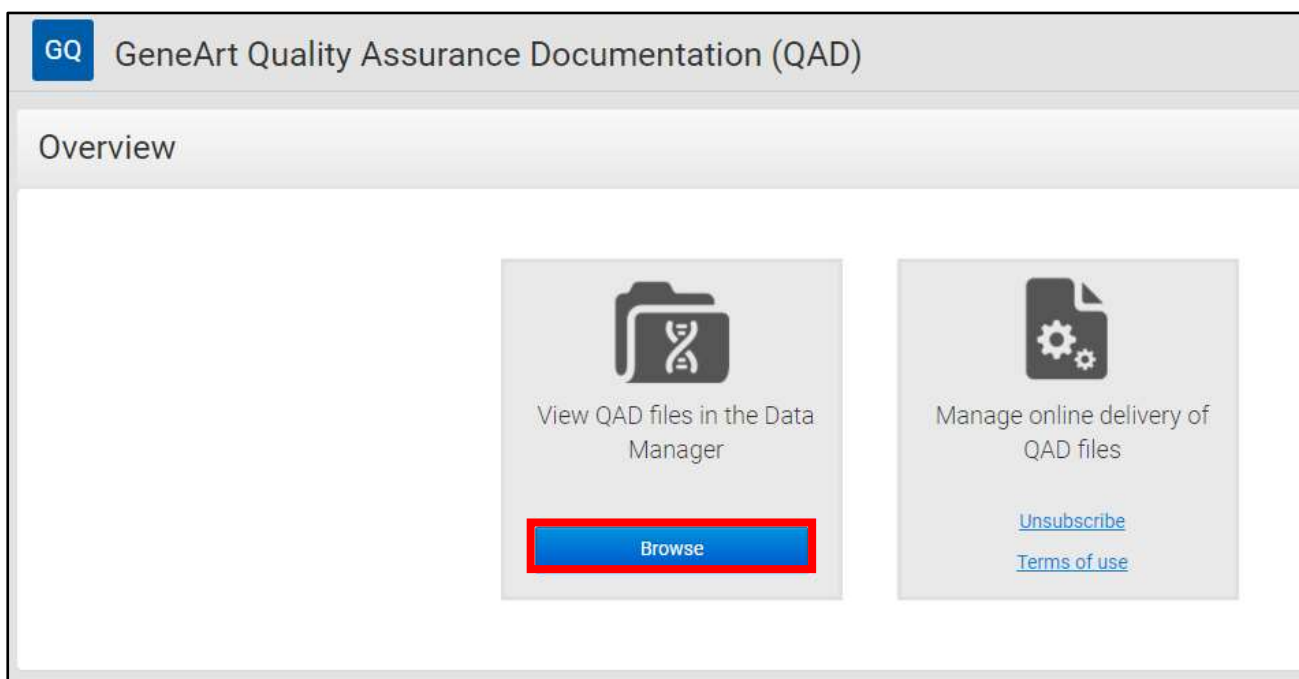 GQ GeneArt Quality Assurance Documentation (QAD)
Overview
View QAD files in the Data
Manager
Browse
Manage online delivery of
QAD files
Unsubscribe
Terms of use